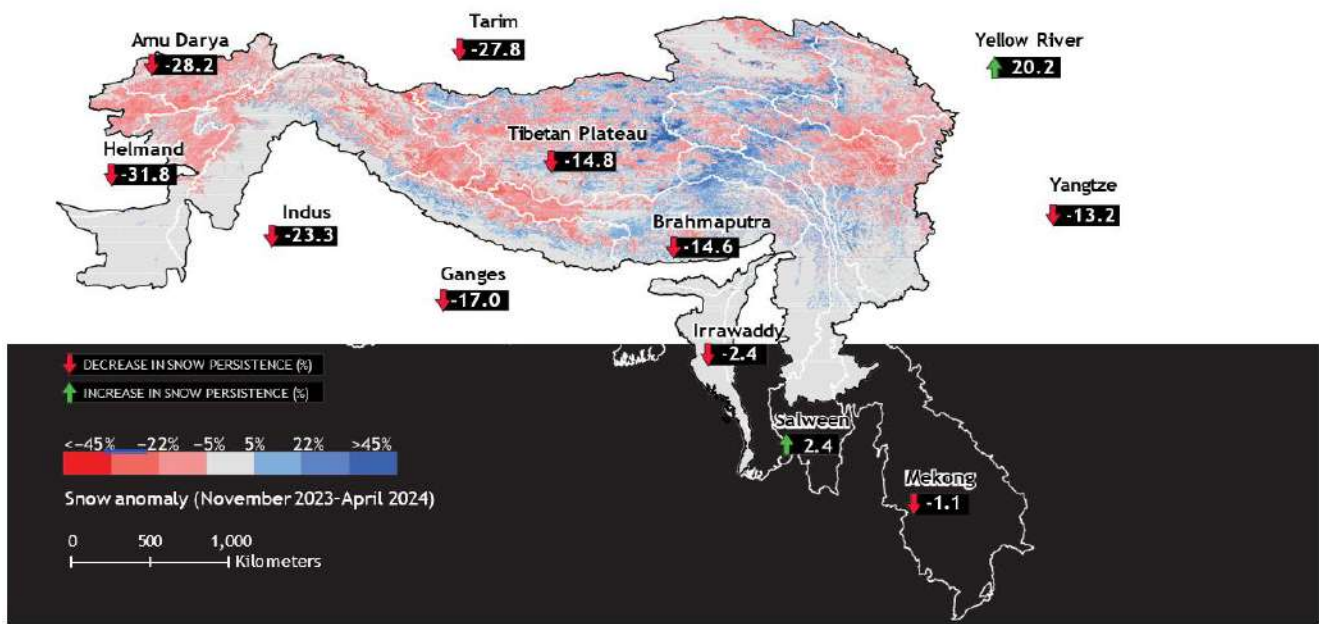 Tarim
-27.8
Amu Darya
-28.2
Yellow River
20.2
Tibetan Plateau
-14.8
Helmand
-31.8
Yangtze
-13.2
Indus
-23.3
Brahmaputra
-14.6
Ganges
-17.0
Irrawaddy
-2.4
DECREASE IN SNOW PERSISTENCE (%)
INCREASE IN SNOW PERSISTENCE (%)
Salween
2.4
<-45% -22% -5% 5% 22% >45%
Snow anomaly (November 2023-April 2024)
Mekong
-1.1
0 500 1,000
Kilometers